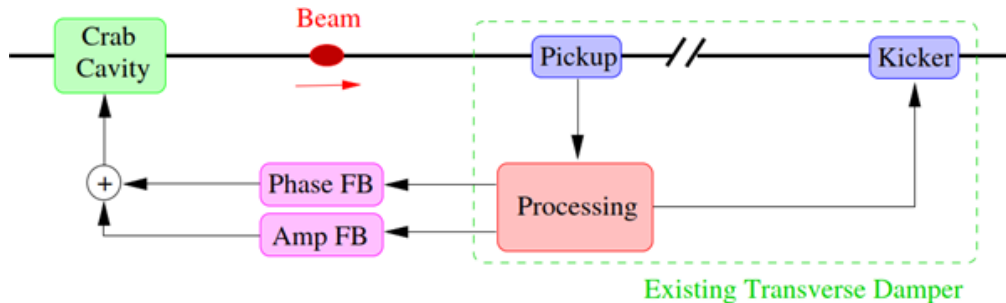 Crab
Cavity
Beam
Pickup
Kicker
Phase FB
+
Processing
Amp FB
Existing Transverse Damper